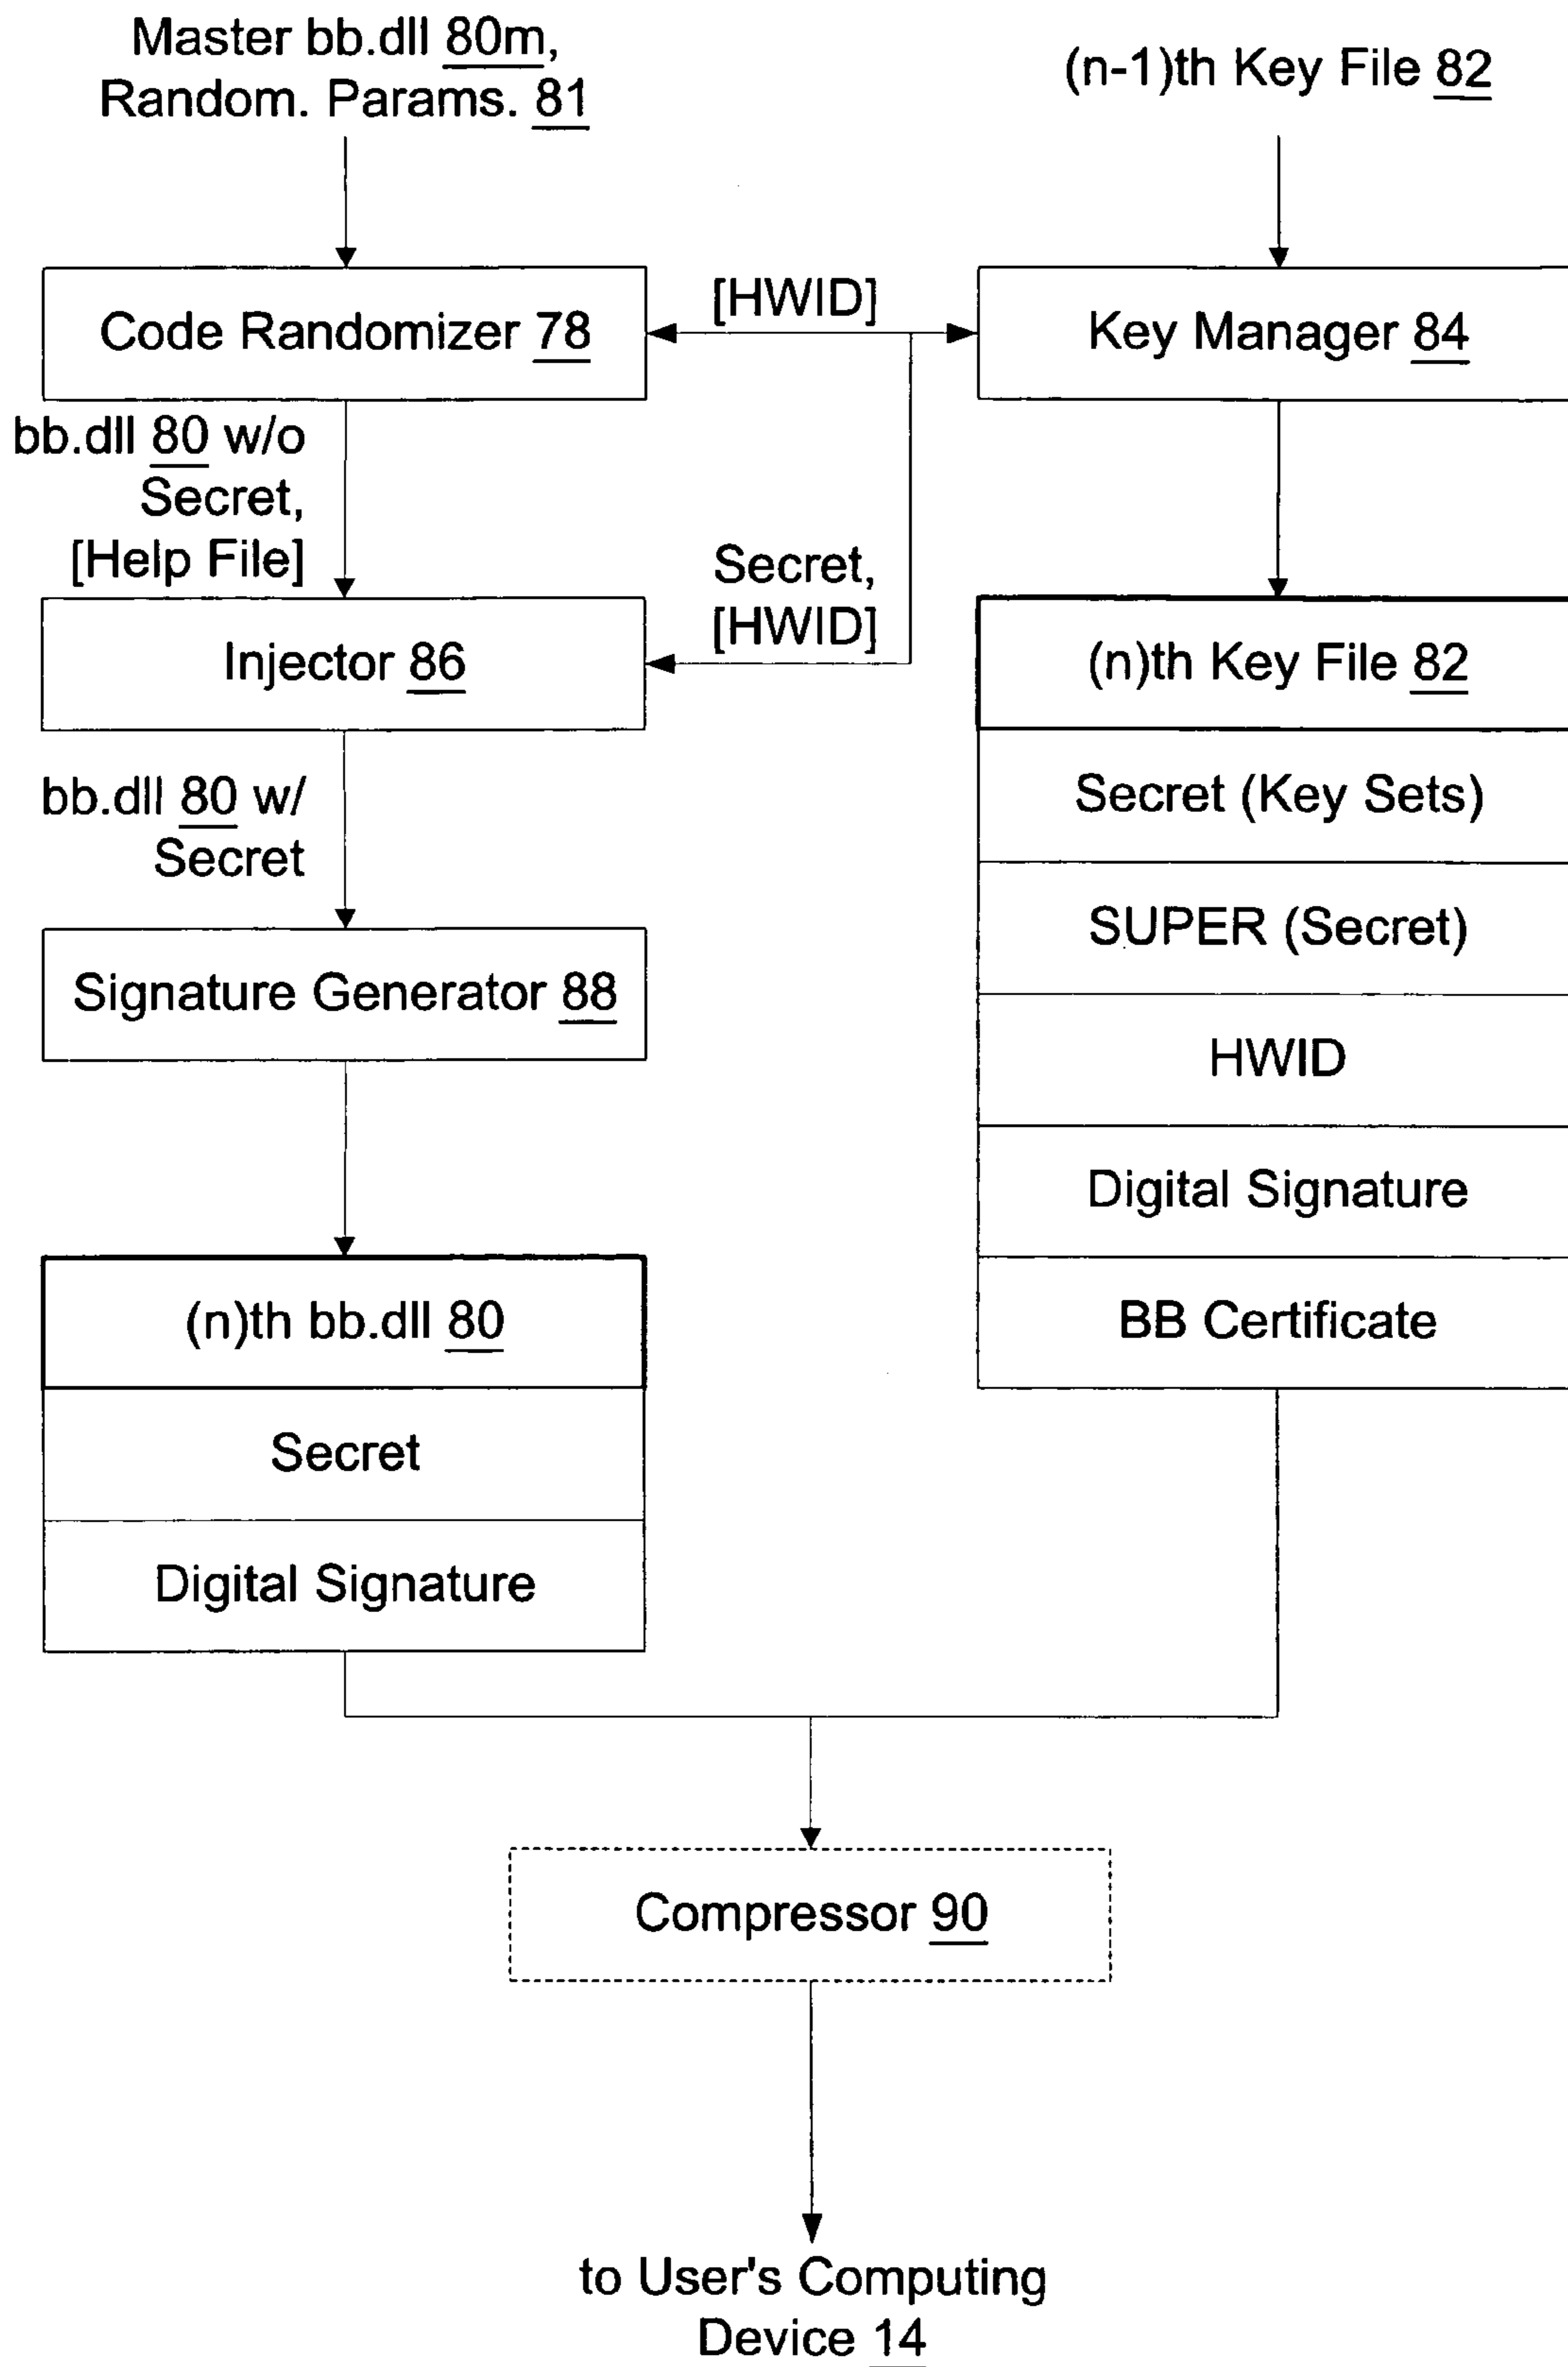 Master bb.dll 80m,
Random. Params. 81
(n-1)th Key File 82
Code Randomizer 78
[HWID]
Key Manager 84
bb.dll 80 w/o
Secret,
[Help File]
Secret,
[HWID]
Injector 86
(n)th Key File 82
Secret (Key Sets)
SUPER (Secret)
HWID
Digital Signature
BB Certificate
bb.dll 80 w/
Secret
Signature Generator 88
(n)th bb.dll 80
Secret
Digital Signature
Compressor 90
to User's Computing
Device 14